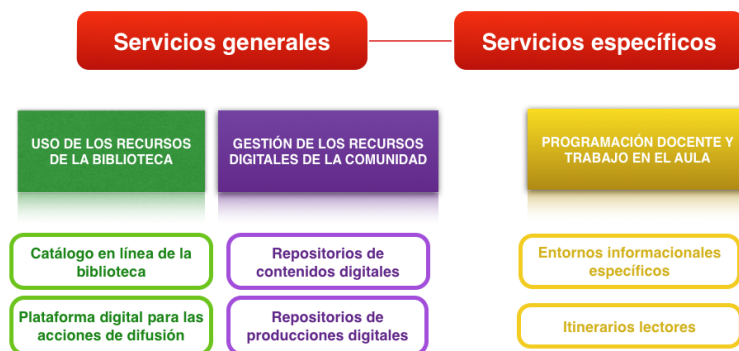 Servicios generales
Servicios específicos
USO DE LOS RECURSOS
DE LA BIBLIOTECA
GESTIÓN DE LOS RECURSOS
DIGITALES DE LA COMUNIDAD
PROGRAMACIÓN DOCENTE Y
TRABAJO EN EL AULA
Catálogo en línea de la
biblioteca
Repositorios de
contenidos digitales
Entornos informacionales
específicos
Plataforma digital para las
acciones de difusión
Repositorios de
producciones digitales
Itinerarios lectores